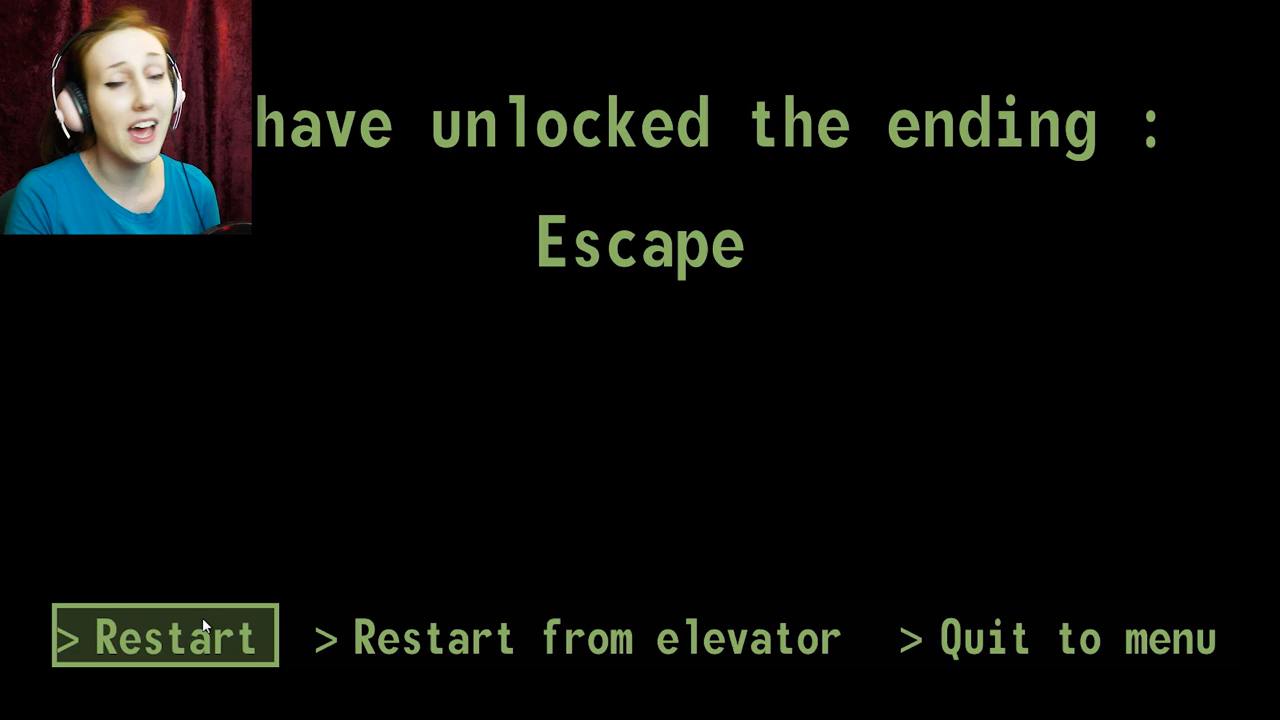 have unlocked the ending :
Escape
> Restart > Restart from elevator > Quit to menu